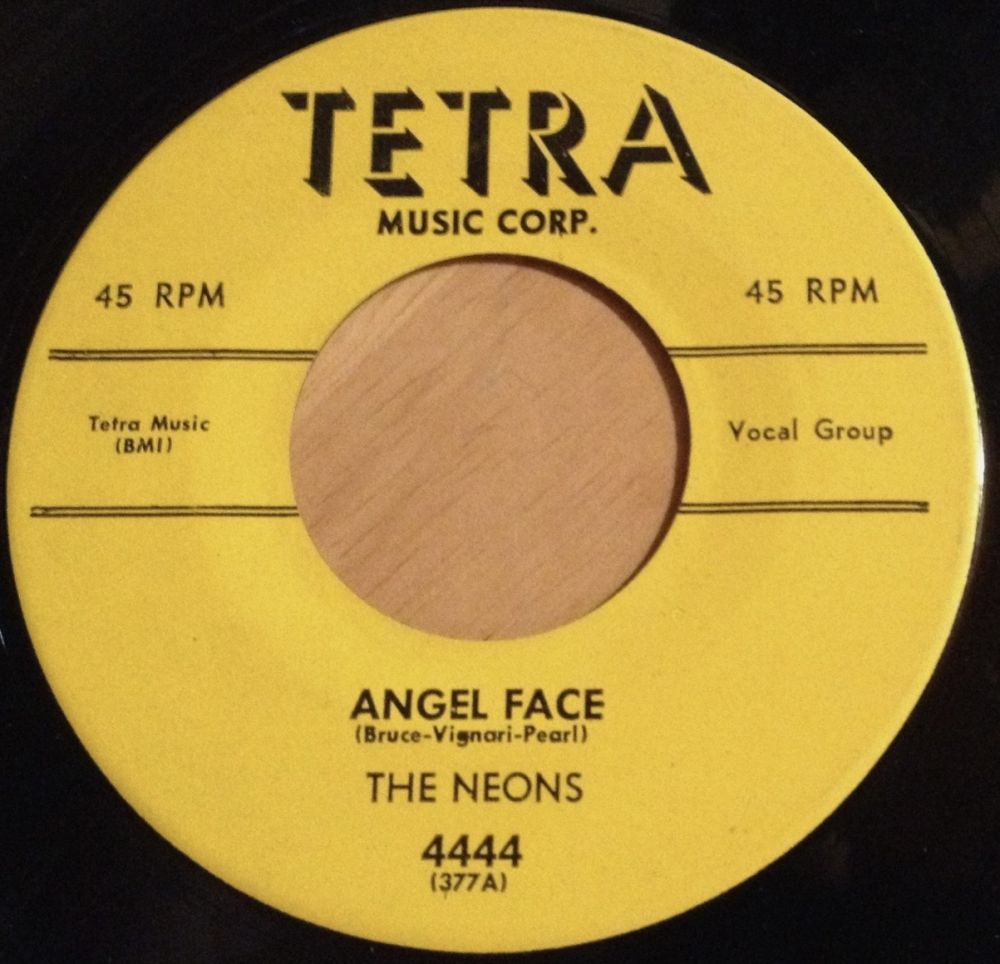 TETRA
MUSIC CORP.
45 RPM
45 RPM
Tetra Music
(BMI)
Vocal Group
ANGEL FACE
(Bruce-Vignari-Pearl)
THE NEONS
4444
(377A)